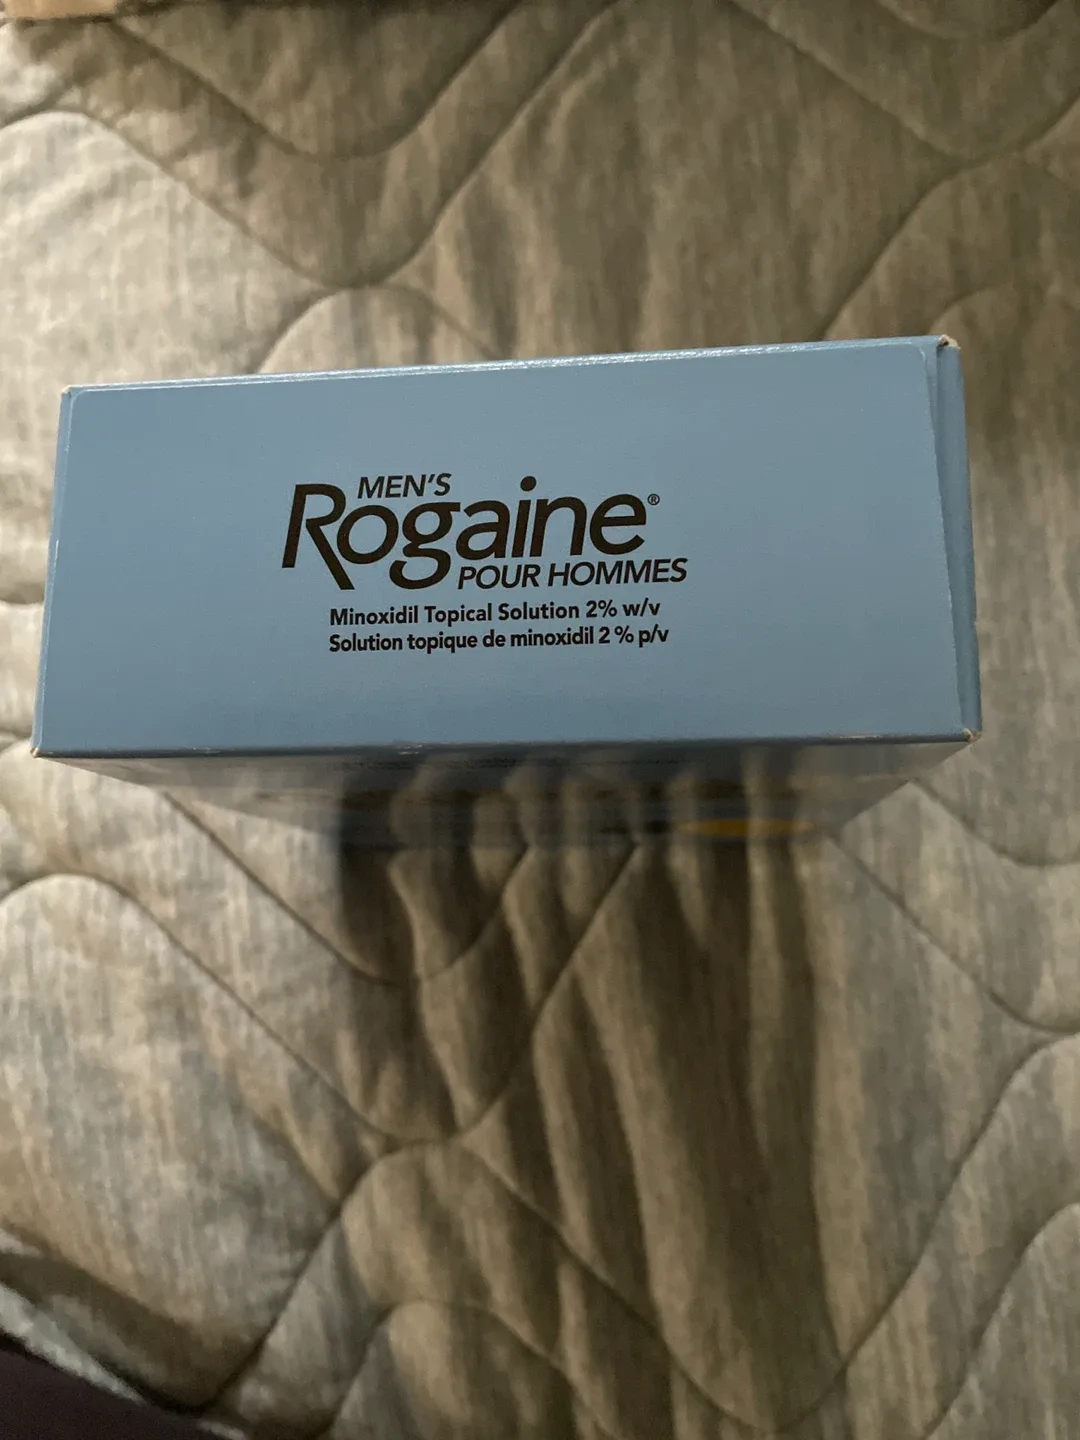 MEN'S
Rogaine®
POUR HOMMES
Minoxidil Topical Solution 2% w/v
Solution topique de minoxidil 2 % p/v